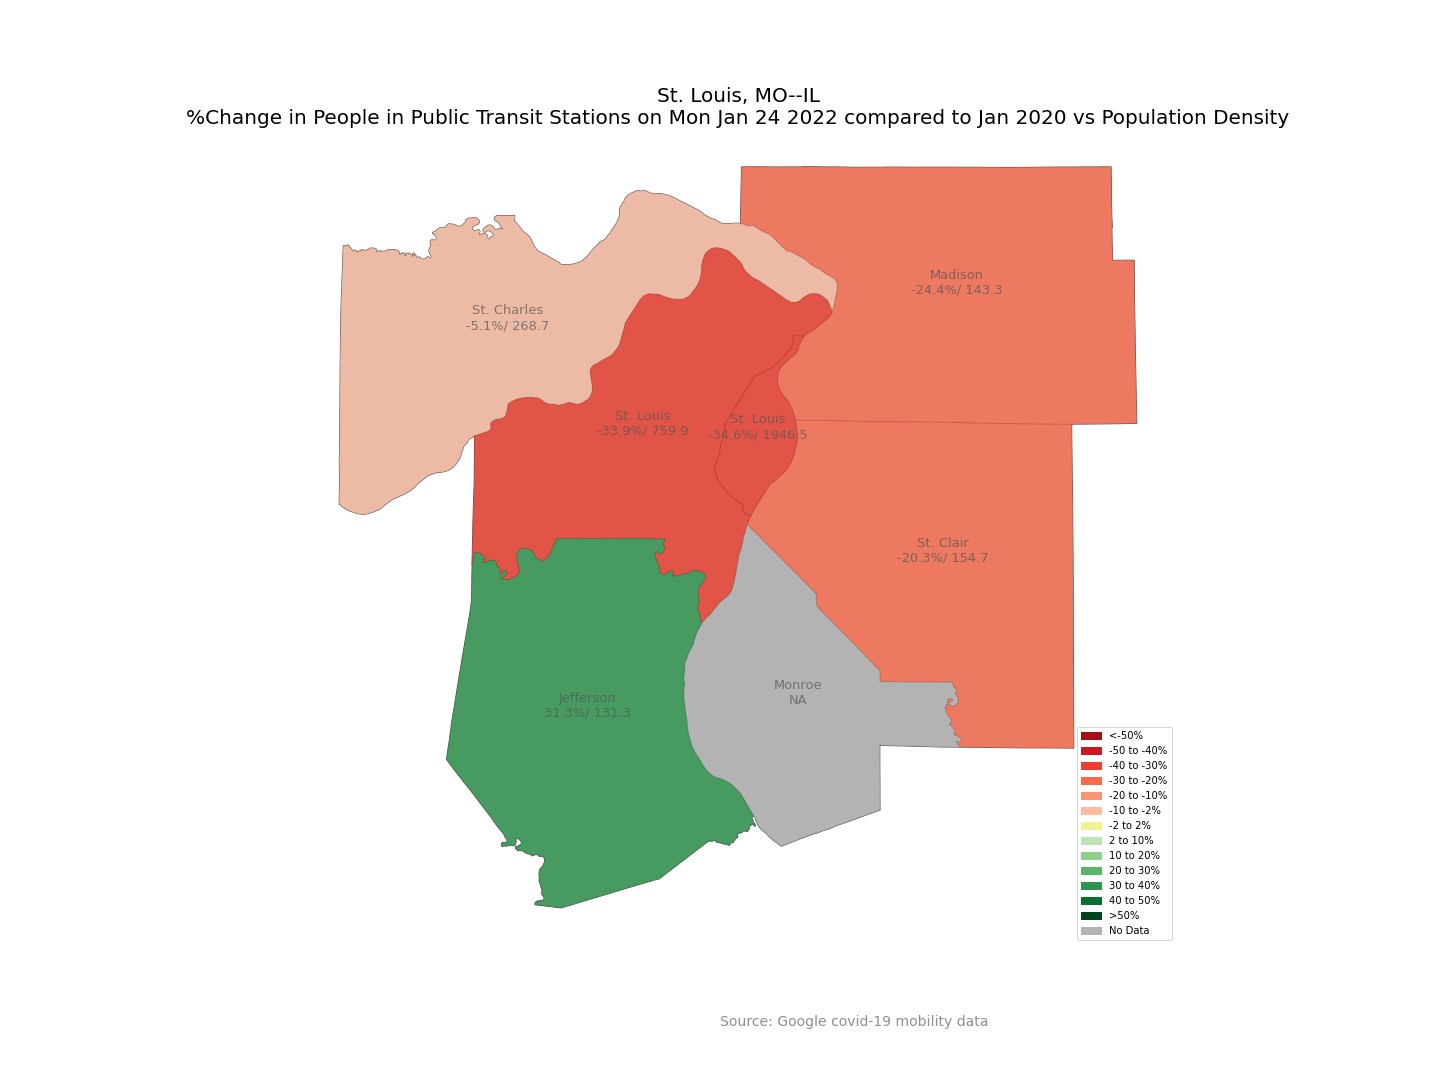 St. Louis, MO--IL
%Change in People in Public Transit Stations on Mon Jan 24 2022 compared to Jan 2020 vs Population Density
Madison
-24.4%/ 143.3
St. Charles
-5.1%/ 268.7
St. Louis
-33.9%/ 759.9
St. Louis
-34.6%/ 1946.5
St. Clair
-20.3%/ 154.7
Jefferson
31.3%/ 131.3
Monroe
NA
<-50%
-50 to -40%
-40 to -30%
-30 to -20%
-20 to -10%
-10 to -2%
-2 to 2%
2 to 10%
10 to 20%
20 to 30%
30 to 40%
40 to 50%
>50%
No Data
Source: Google covid-19 mobility data